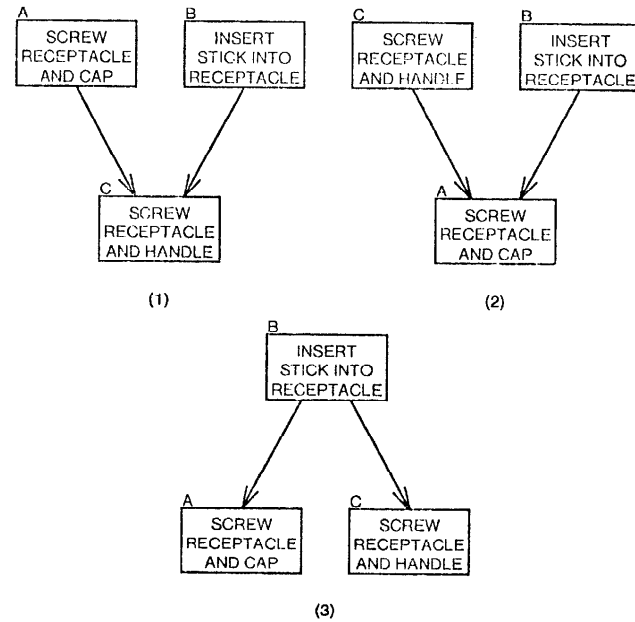 A
SCREW
RECEPTACLE
AND CAP
B
INSERT
STICK INTO
RECEPTACLE
C
SCREW
RECEPTACLE
AND HANDLE
(1)
C
SCREW
RECEPTACLE
AND HANDLE
B
INSERT
STICK INTO
RECEPTACLE
A
SCREW
RECEPTACLE
AND CAP
(2)
B
INSERT
STICK INTO
RECEPTACLE
A
SCREW
RECEPTACLE
AND CAP
C
SCREW
RECEPTACLE
AND HANDLE
(3)